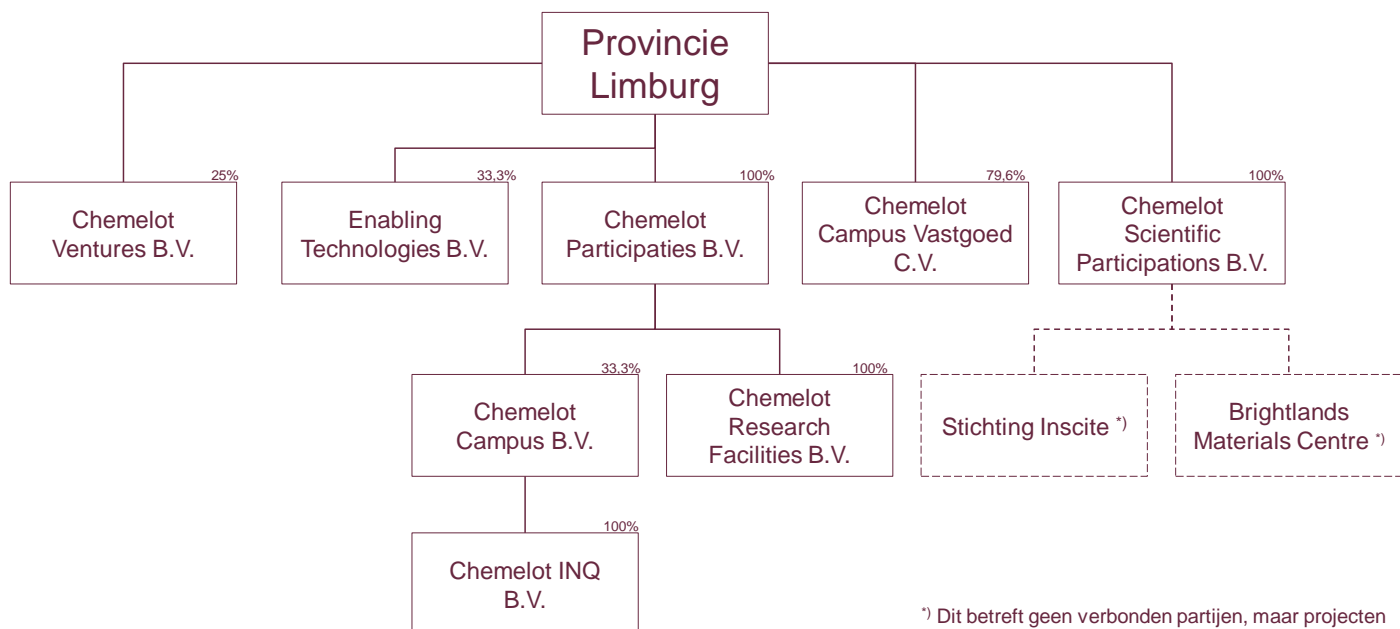 Provincie
Limburg
25%
Chemelot
Ventures B.V.
33,3%
Enabling
Technologies B.V.
100%
Chemelot
Participaties B.V.
79,6%
Chemelot
Campus Vastgoed
C.V.
100%
Chemelot
Scientific
Participations B.V.
33,3%
Chemelot
Campus B.V.
100%
Chemelot
Research
Facilities B.V.
Stichting Inscite *)
Brightlands
Materials Centre *)
100%
Chemelot INQ
B.V.
*) Dit betreft geen verbonden partijen, maar projecten